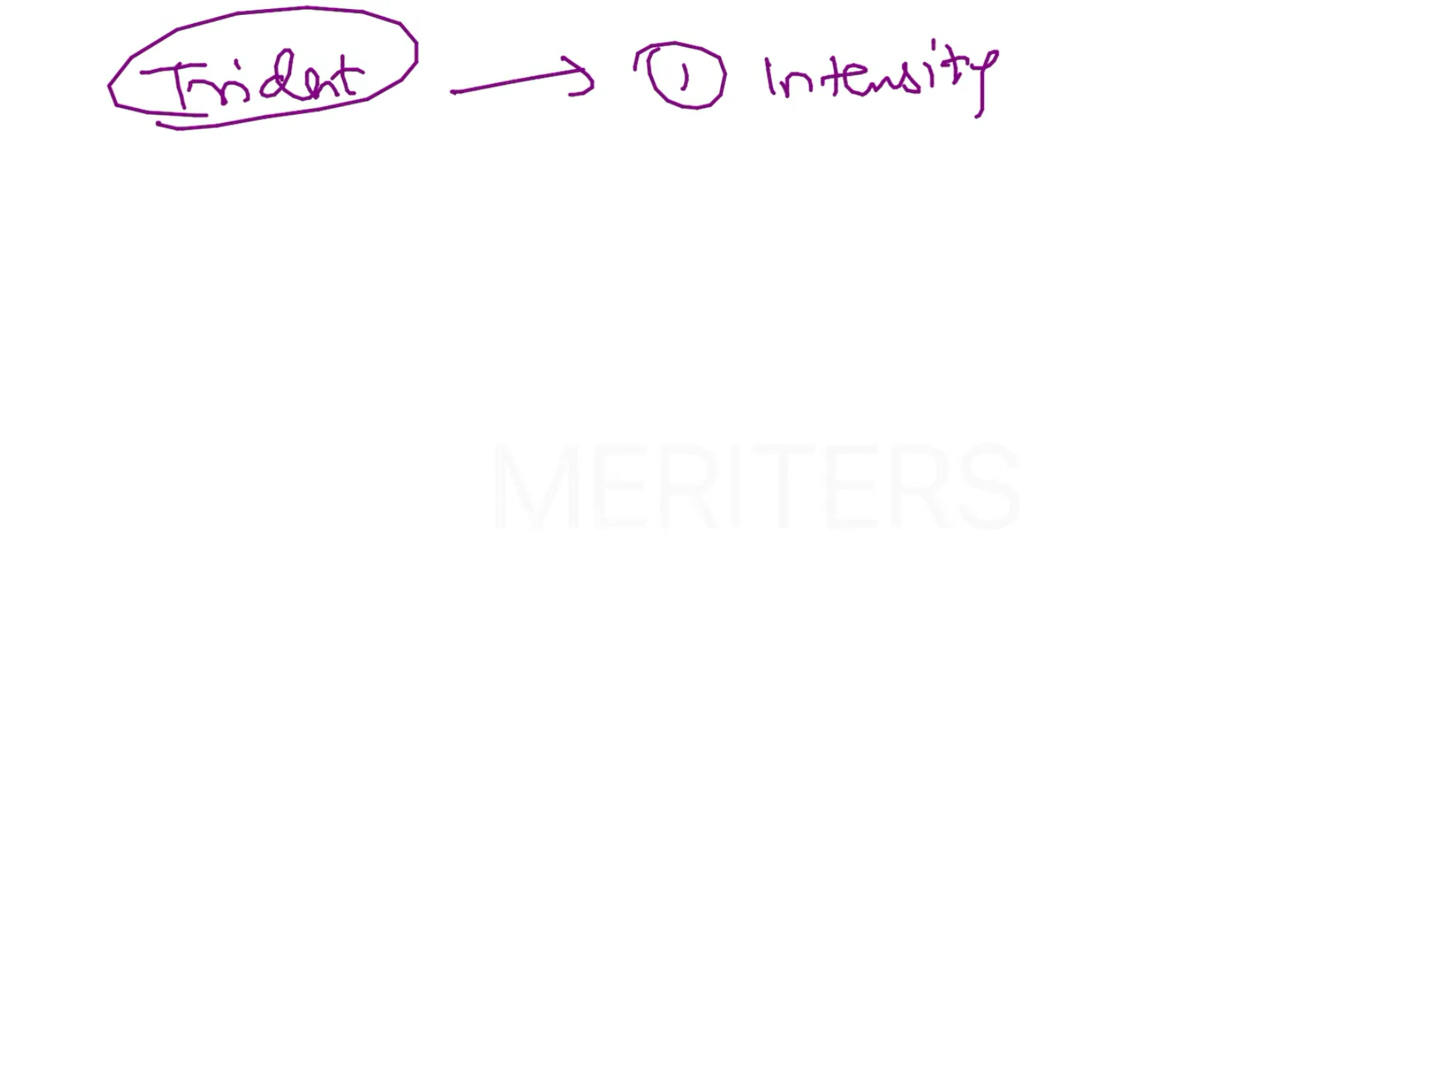 Trident → ① Intensity
MERITERS